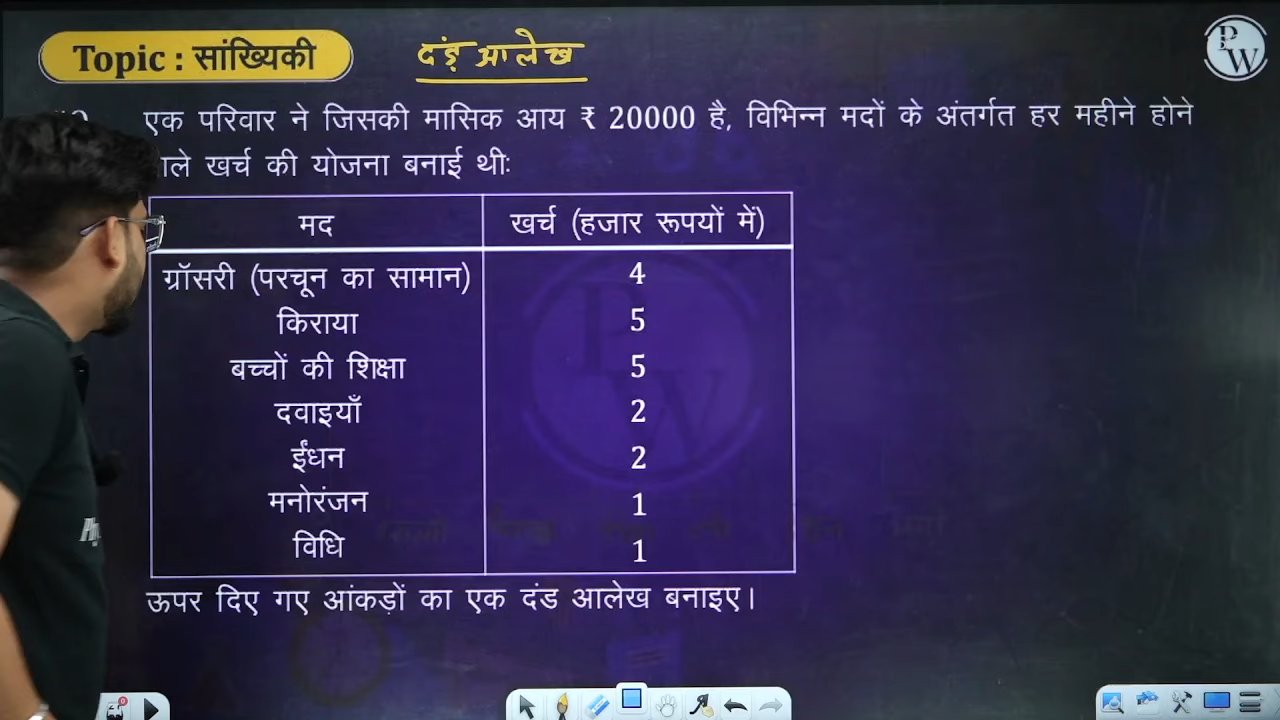 Topic : सांख्यिकी
दंड़ आलेख
PW
एक परिवार ने जिसकी मासिक आय ₹ 20000 है, विभिन्न मदों के अंतर्गत हर महीने होने
खर्च की योजना बनाई थीः
मद खर्च (हजार रूपयों में)
ग्रॉसरी (परचून का सामान) 4
किराया 5
बच्चों की शिक्षा 5
दवाइयाँ 2
ईंधन 2
मनोरंजन 1
विधि 1
ऊपर दिए गए आंकड़ों का एक दंड आलेख बनाइए।